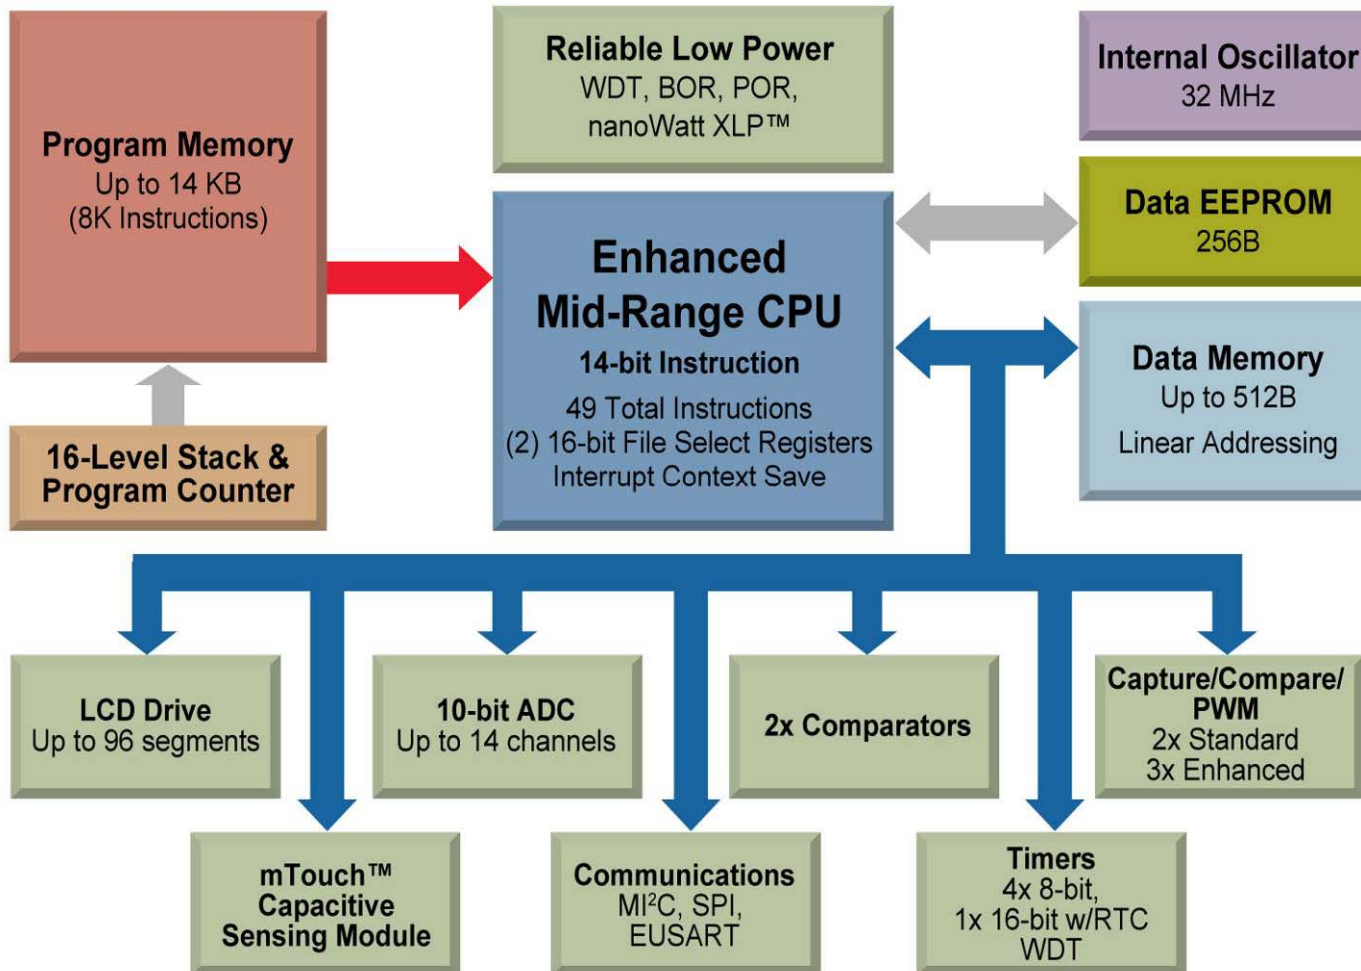 Program Memory
Up to 14 KB
(8K Instructions)
16-Level Stack &
Program Counter
Reliable Low Power
WDT, BOR, POR,
nanoWatt XLP™
Enhanced
Mid-Range CPU
14-bit Instruction
49 Total Instructions
(2) 16-bit File Select Registers
Interrupt Context Save
Internal Oscillator
32 MHz
Data EEPROM
256B
Data Memory
Up to 512B
Linear Addressing
LCD Drive
Up to 96 segments
10-bit ADC
Up to 14 channels
2x Comparators
Capture/Compare/
PWM
2x Standard
3x Enhanced
mTouch™
Capacitive
Sensing Module
Communications
MI²C, SPI,
EUSART
Timers
4x 8-bit,
1x 16-bit w/RTC
WDT